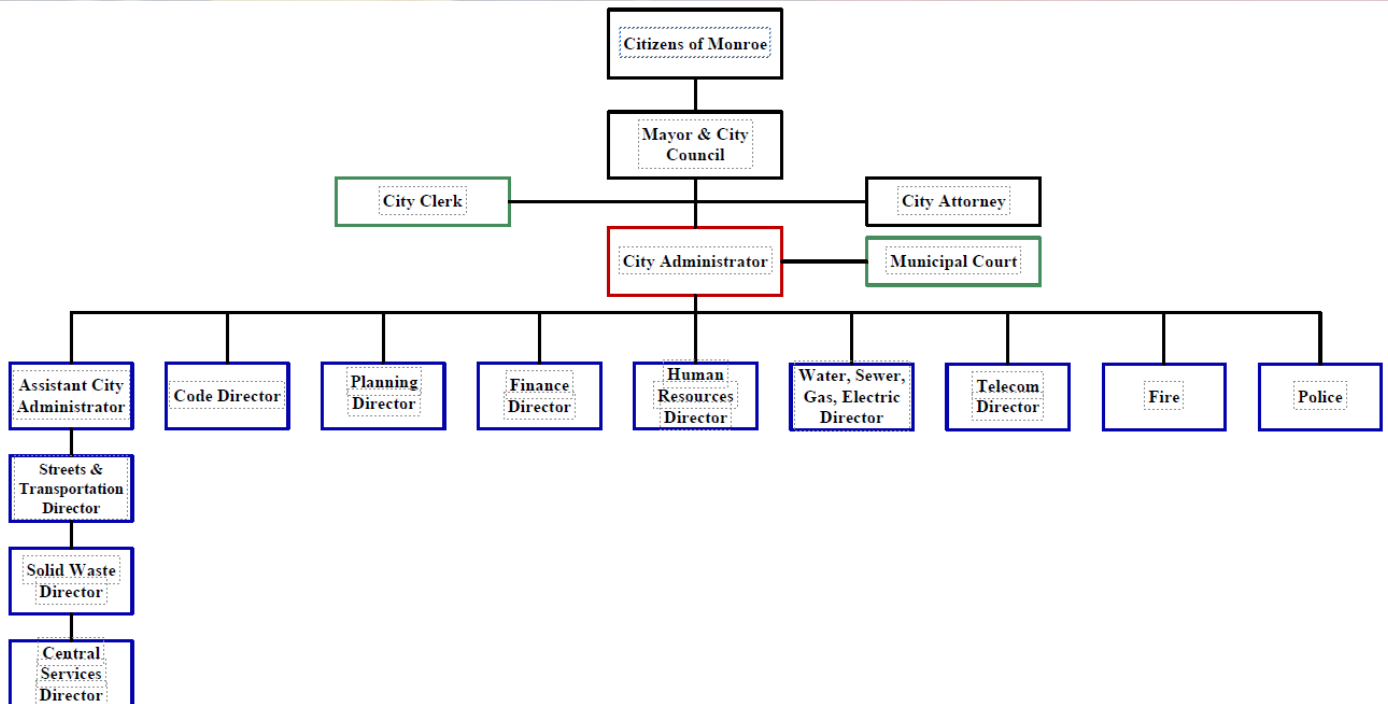 Citizens of Monroe
Mayor & City
Council
City Clerk
City Attorney
City Administrator
Municipal Court
Assistant City
Administrator
Code Director
Planning
Director
Finance
Director
Human
Resources
Director
Water, Sewer,
Gas, Electric
Director
Telecom
Director
Fire
Police
Streets &
Transportation
Director
Solid Waste
Director
Central
Services
Director